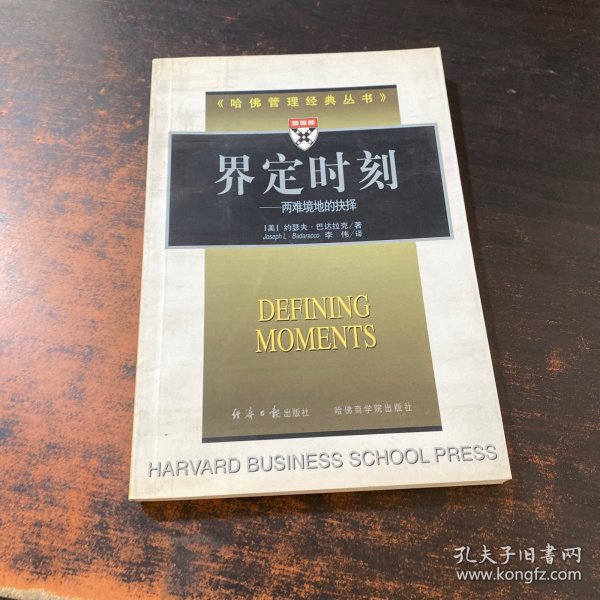 《哈佛管理经典丛书》
界定时刻
——两难境地的抉择
[美] 约瑟夫·巴达拉克/著
Joseph L·Badaracco 李 伟/译
DEFINING
MOMENTS
经济日报出版社 哈佛商学院出版社
HARVARD BUSINESS SCHOOL PRESS
孔夫子旧书网
www.kongfz.com